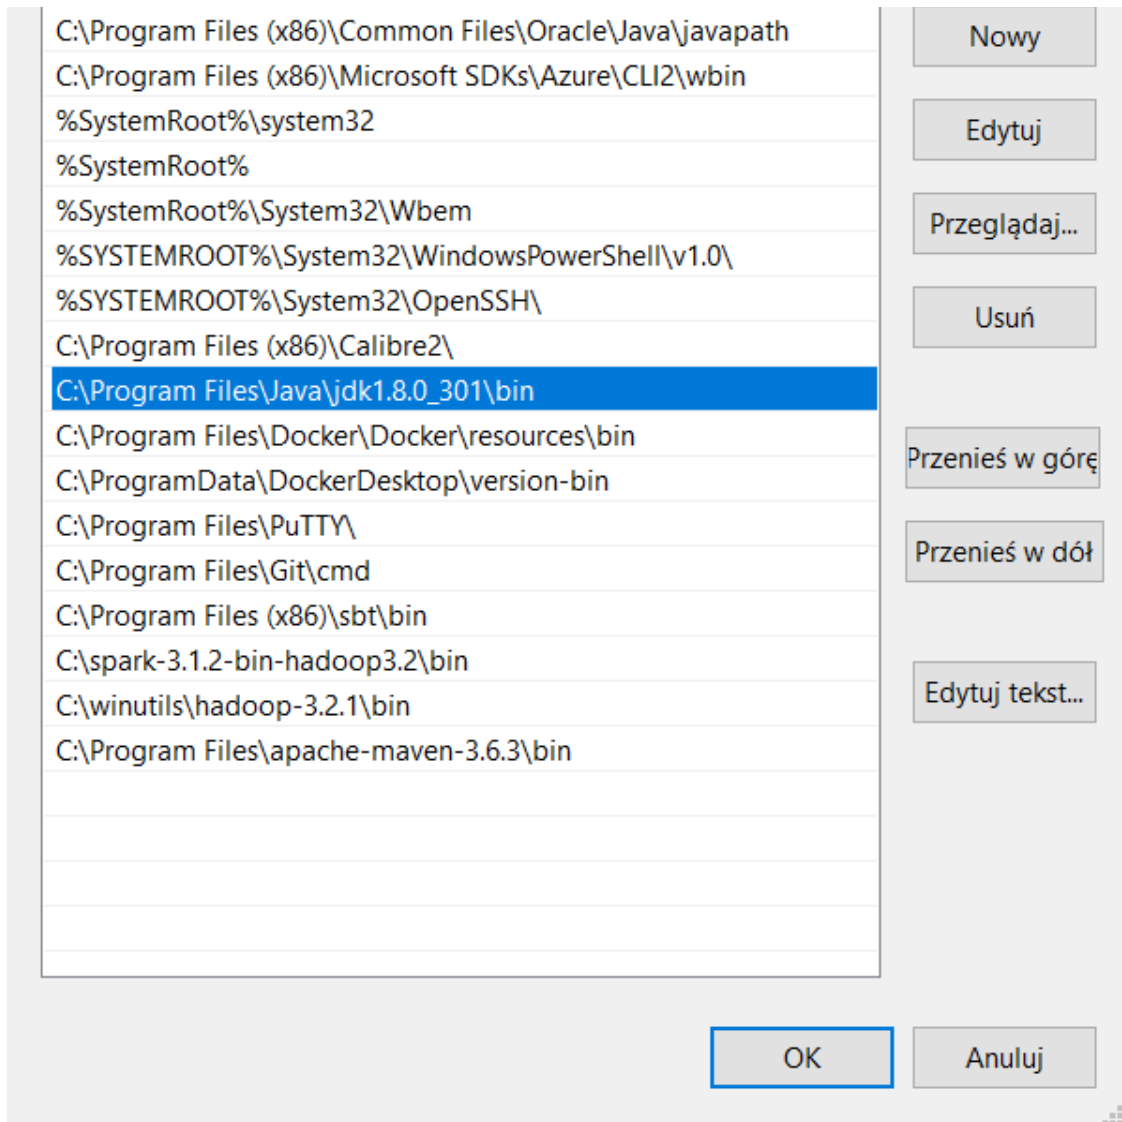 C:\Program Files (x86)\Common Files\Oracle\Java\javapath
C:\Program Files (x86)\Microsoft SDKs\Azure\CLI2\wbin
%SystemRoot%\system32
%SystemRoot%
%SystemRoot%\System32\Wbem
%SYSTEMROOT%\System32\WindowsPowerShell\v1.0\
%SYSTEMROOT%\System32\OpenSSH\
C:\Program Files (x86)\Calibre2\
C:\Program Files\Java\jdk1.8.0_301\bin
C:\Program Files\Docker\Docker\resources\bin
C:\ProgramData\DockerDesktop\version-bin
C:\Program Files\PuTTY\
C:\Program Files\Git\cmd
C:\Program Files (x86)\sbt\bin
C:\spark-3.1.2-bin-hadoop3.2\bin
C:\winutils\hadoop-3.2.1\bin
C:\Program Files\apache-maven-3.6.3\bin
Nowy
Edytuj
Przeglądaj...
Usuń
Przenieś w górę
Przenieś w dół
Edytuj tekst...
OK
Anuluj